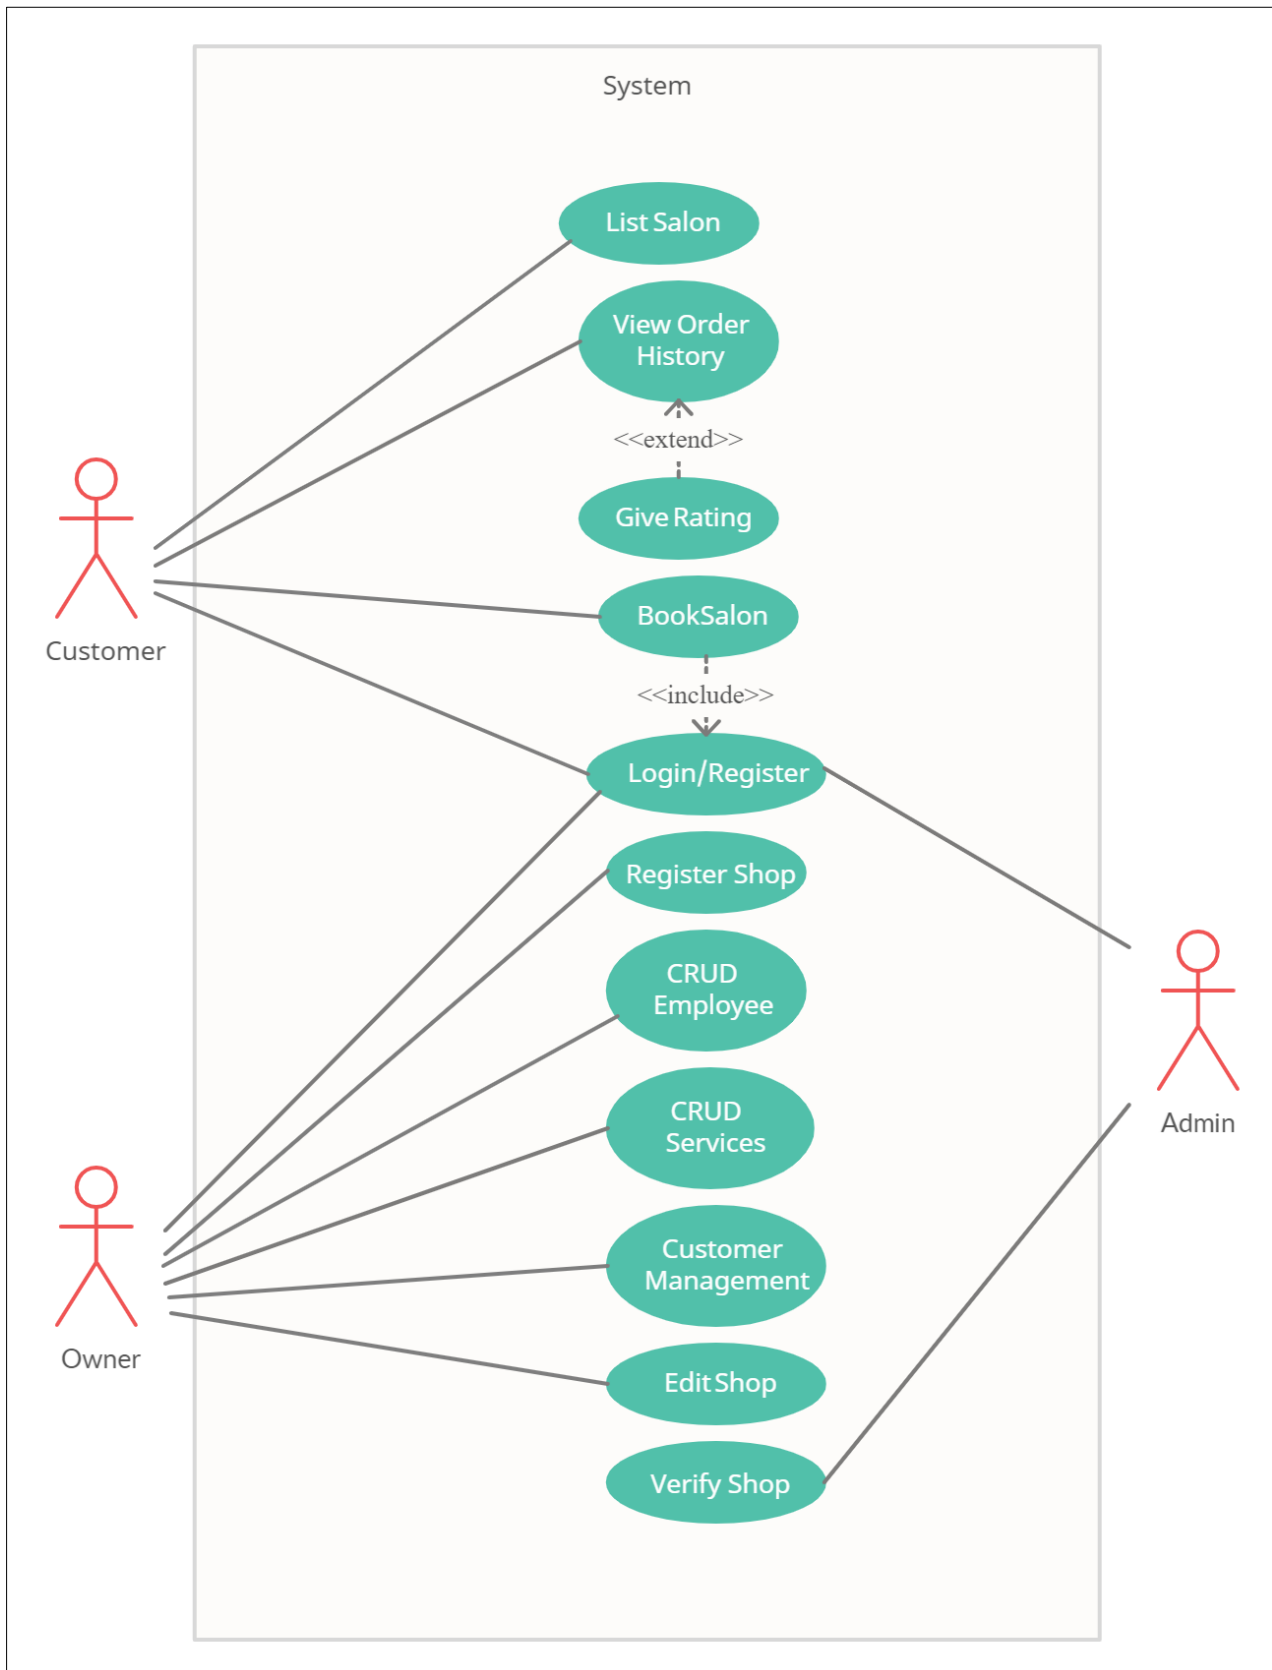 System
List Salon
View Order
History
<<extend>>
Give Rating
BookSalon
Customer
<<include>>
Login/Register
Register Shop
CRUD
Employee
CRUD
Services
Admin
Customer
Management
Owner
Edit Shop
Verify Shop